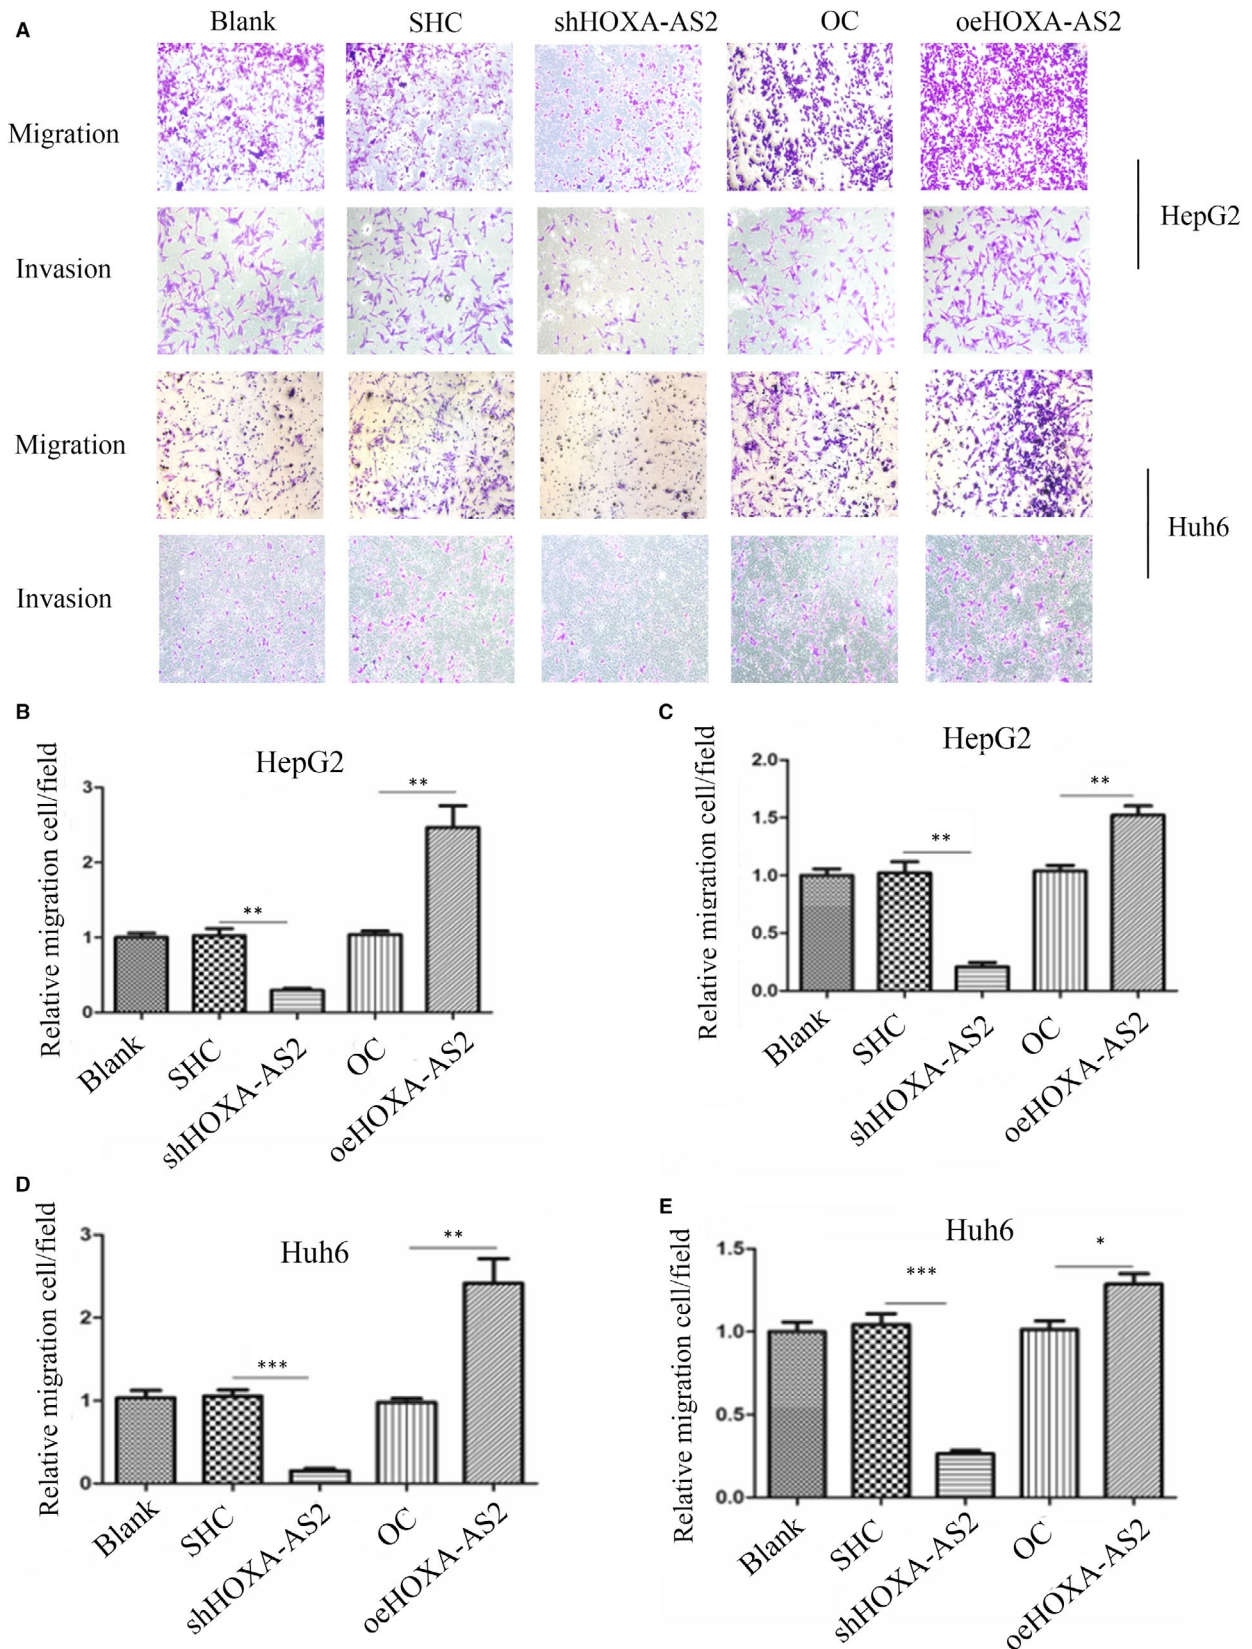 A
Blank SHC shHOXA-AS2 OC oeHOXA-AS2
Migration
HepG2
Invasion
Migration
Huh6
Invasion
B
HepG2
Relative migration cell/field
3
2
1
0
**
**
Blank SHC shHOXA-AS2 OC oeHOXA-AS2
C
HepG2
Relative migration cell/field
2.0
1.5
1.0
0.5
0.0
**
**
Blank SHC shHOXA-AS2 OC oeHOXA-AS2
D
Huh6
Relative migration cell/field
3
2
1
0
***
**
Blank SHC shHOXA-AS2 OC oeHOXA-AS2
E
Huh6
Relative migration cell/field
1.5
1.0
0.5
0.0
***
*
Blank SHC shHOXA-AS2 OC oeHOXA-AS2